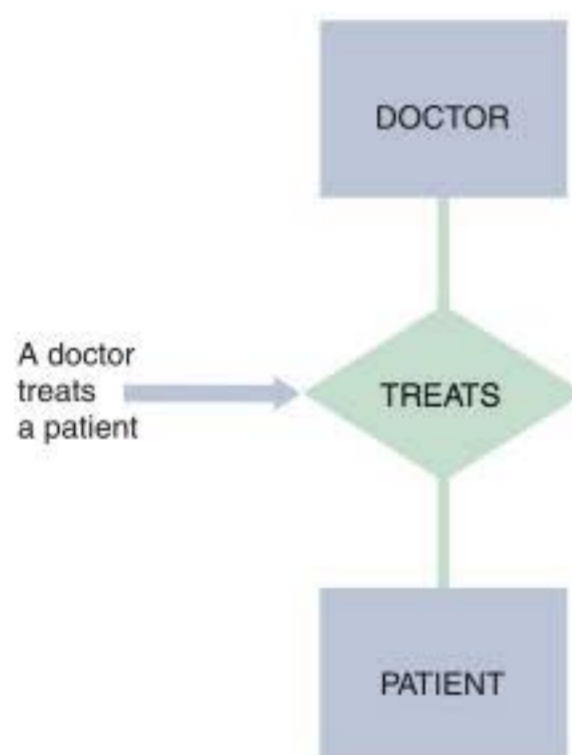 DOCTOR
A doctor
treats
a patient
TREATS
PATIENT